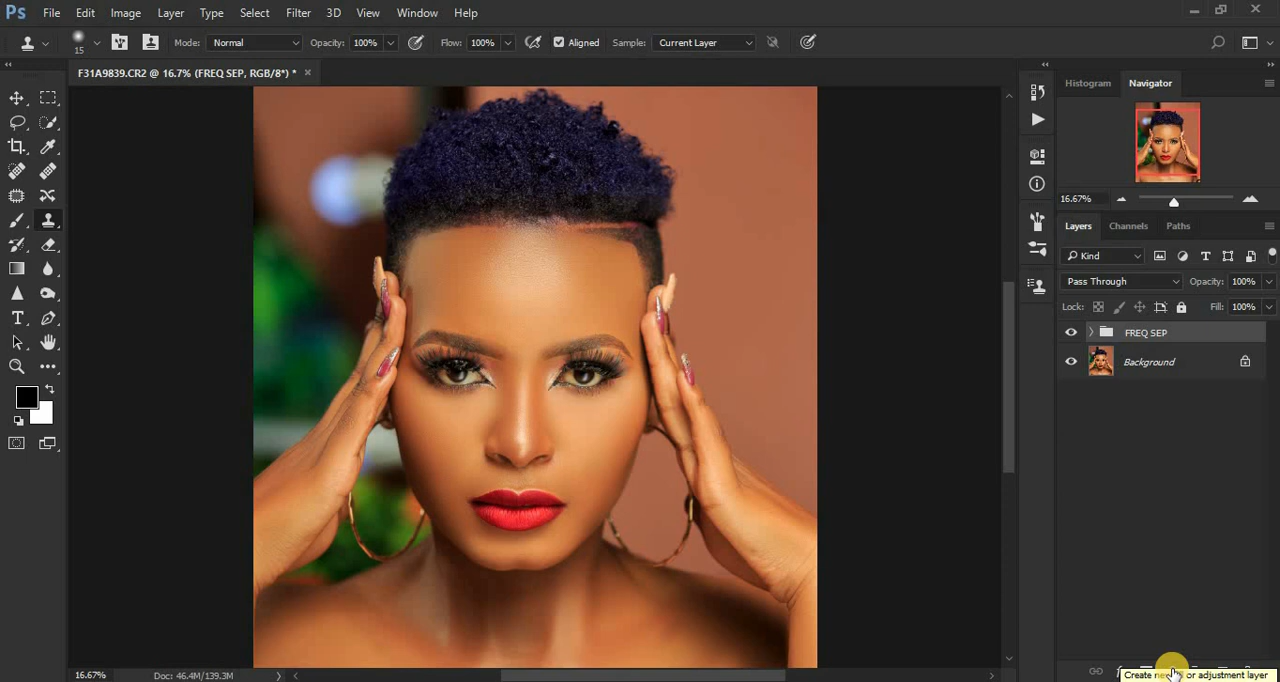 Ps File Edit Image Layer Type Select Filter 3D View Window Help
15 Mode: Normal Opacity: 100% Flow: 100% Aligned Sample: Current Layer
F31A9839.CR2 @ 16.7% (FREQ SEP, RGB/8*) * ×
Histogram Navigator
16.67%
Layers Channels Paths
Kind
Pass Through Opacity: 100%
Lock: Fill: 100%
FREQ SEP
Background
16.67% Doc: 46.4M/139.3M
Create new or adjustment layer